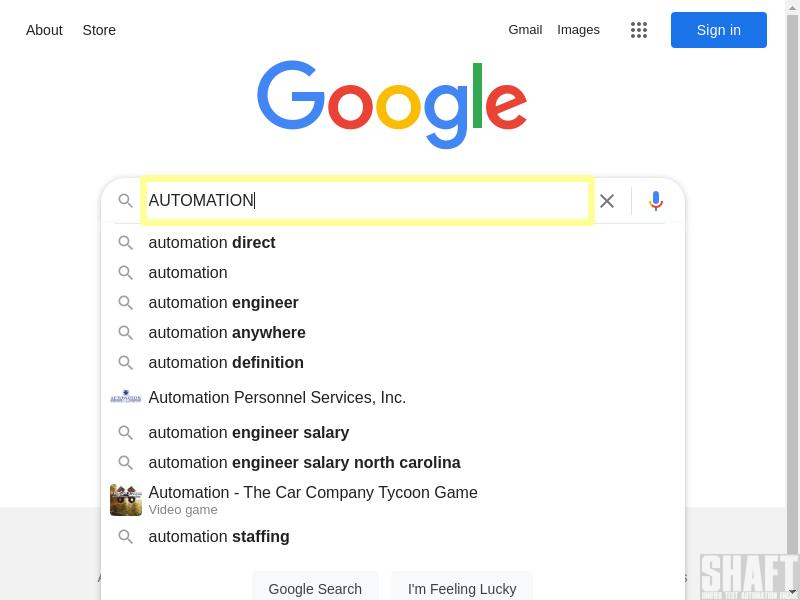 About Store Gmail Images Sign in
Google
AUTOMATION
automation direct
automation
automation engineer
automation anywhere
automation definition
Automation Personnel Services, Inc.
automation engineer salary
automation engineer salary north carolina
Automation - The Car Company Tycoon Game
Video game
automation staffing
Google Search I'm Feeling Lucky
SHAFT